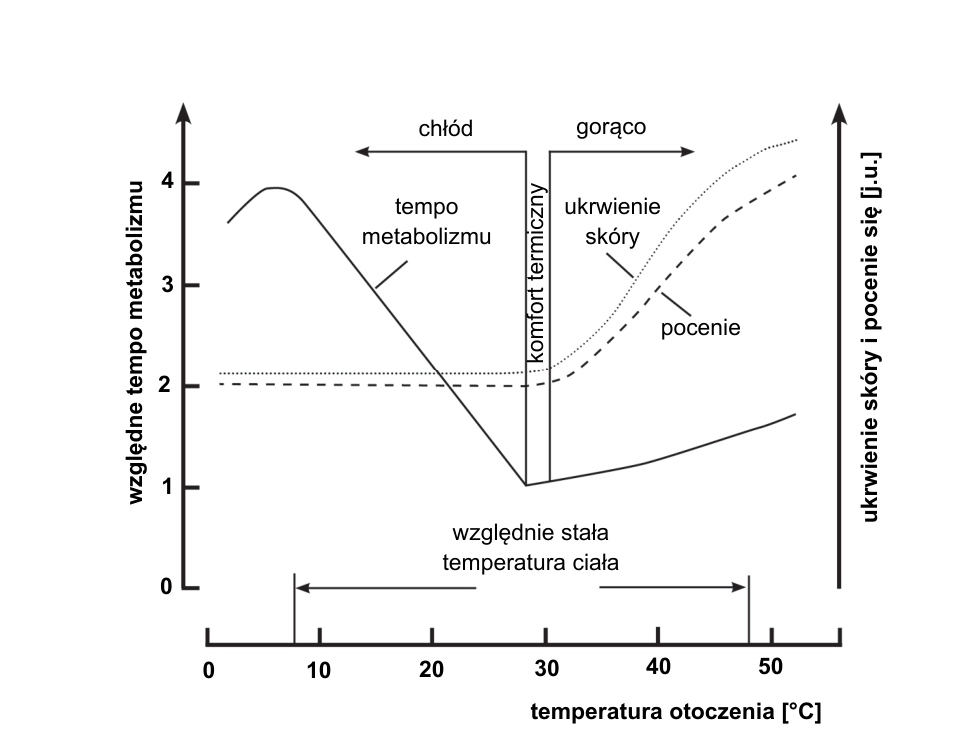 chłód
gorąco
względne tempo metabolizmu
4
3
2
1
0
tempo
metabolizmu
komfort termiczny
ukrwienie
skóry
pocenie
ukrwienie skóry i pocenie się [j.u.]
względnie stała
temperatura ciała
0
10
20
30
40
50
temperatura otoczenia [°C]